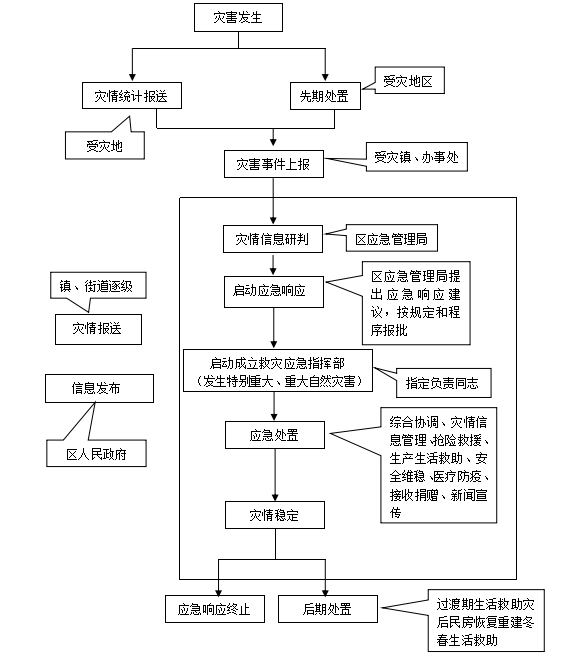 灾害发生
灾情统计报送
先期处置
受灾地区
受灾地
灾害事件上报
受灾镇、办事处
灾情信息研判
区应急管理局
镇、街道逐级
灾情报送
启动应急响应
区应急管理局提
出应急响应建
议，按规定和程
序报批
启动成立救灾应急指挥部
（发生特别重大、重大自然灾害）
指定负责同志
信息发布
区人民政府
应急处置
综合协调、灾情信
息管理、抢险救援、
生产生活救助、安
全维稳、医疗防疫、
接收捐赠、新闻宣
传
灾情稳定
应急响应终止
后期处置
过渡期生活救助灾
后民房恢复重建冬
春生活救助